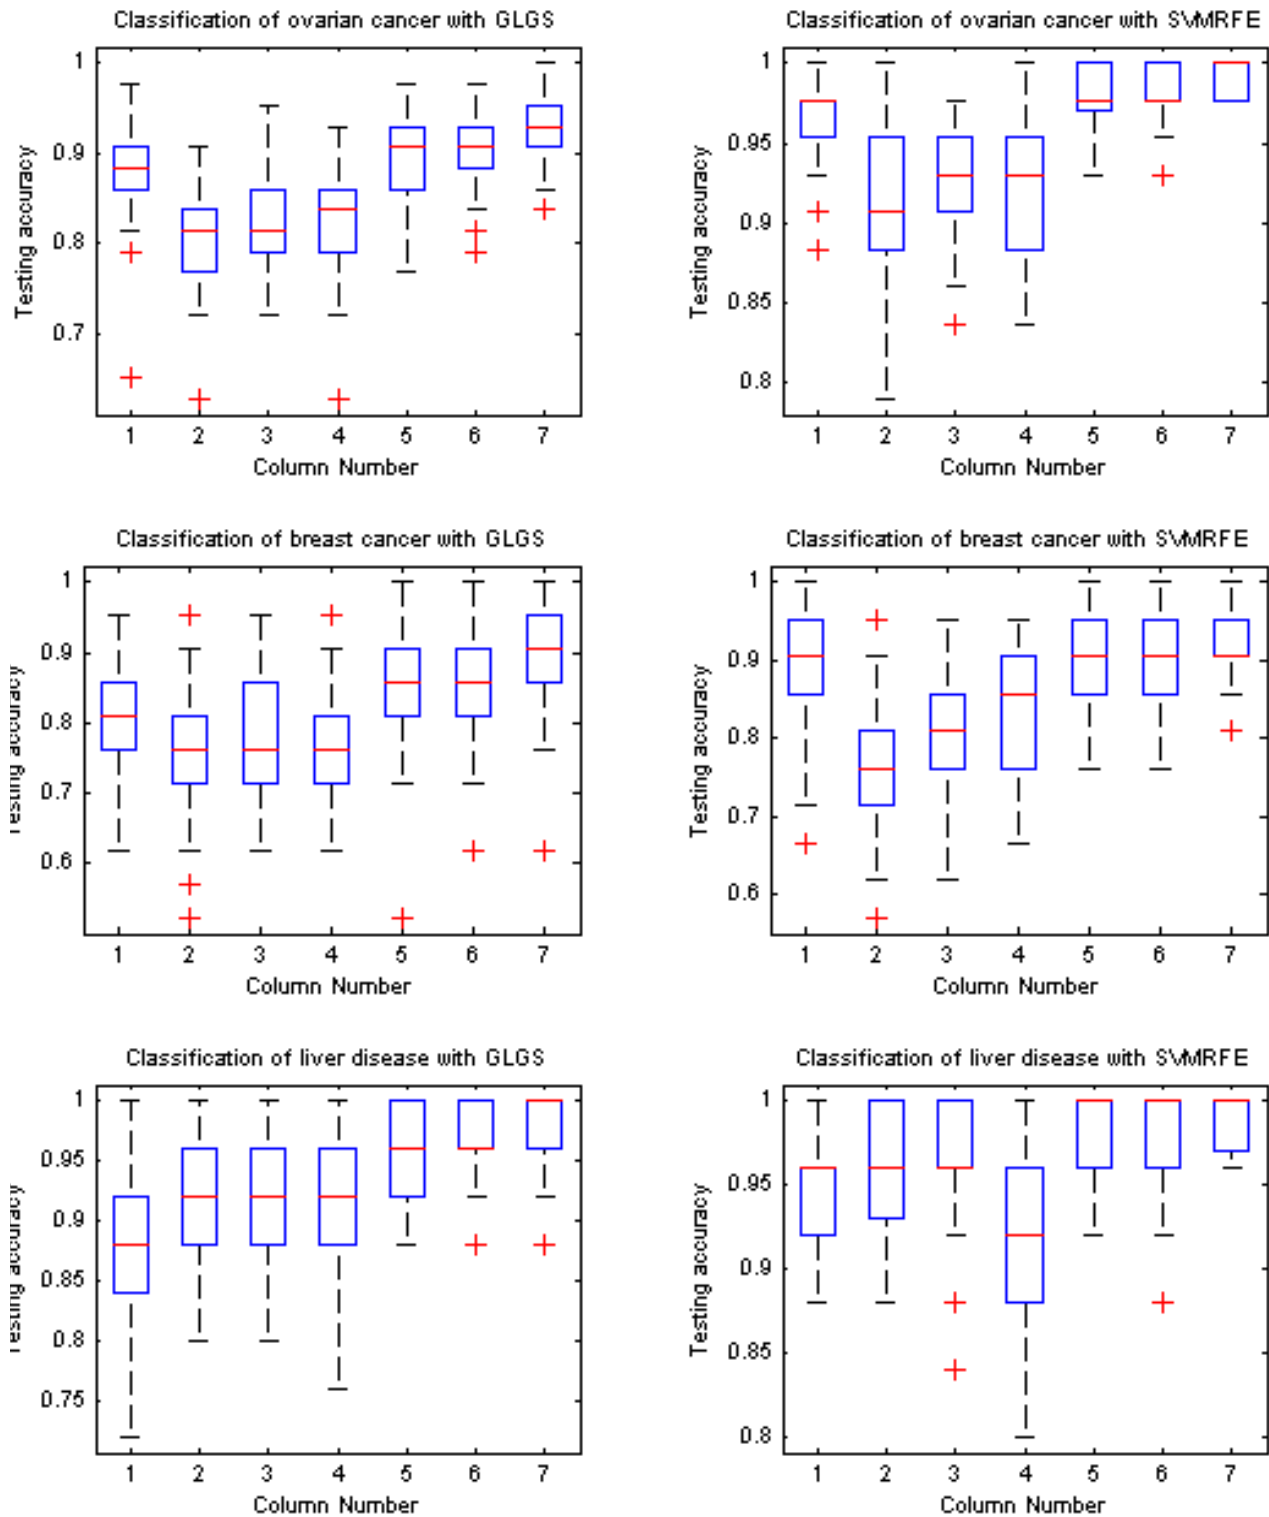 Classification of ovarian cancer with GLGS
Testing accuracy
1
0.9
0.8
0.7
1 2 3 4 5 6 7
Column Number
Classification of ovarian cancer with SVMRFE
Testing accuracy
1
0.95
0.9
0.85
0.8
1 2 3 4 5 6 7
Column Number
Classification of breast cancer with GLGS
Testing accuracy
1
0.9
0.8
0.7
0.6
1 2 3 4 5 6 7
Column Number
Classification of breast cancer with SVMRFE
Testing accuracy
1
0.9
0.8
0.7
0.6
1 2 3 4 5 6 7
Column Number
Classification of liver disease with GLGS
Testing accuracy
1
0.95
0.9
0.85
0.8
0.75
1 2 3 4 5 6 7
Column Number
Classification of liver disease with SVMRFE
Testing accuracy
1
0.95
0.9
0.85
0.8
1 2 3 4 5 6 7
Column Number